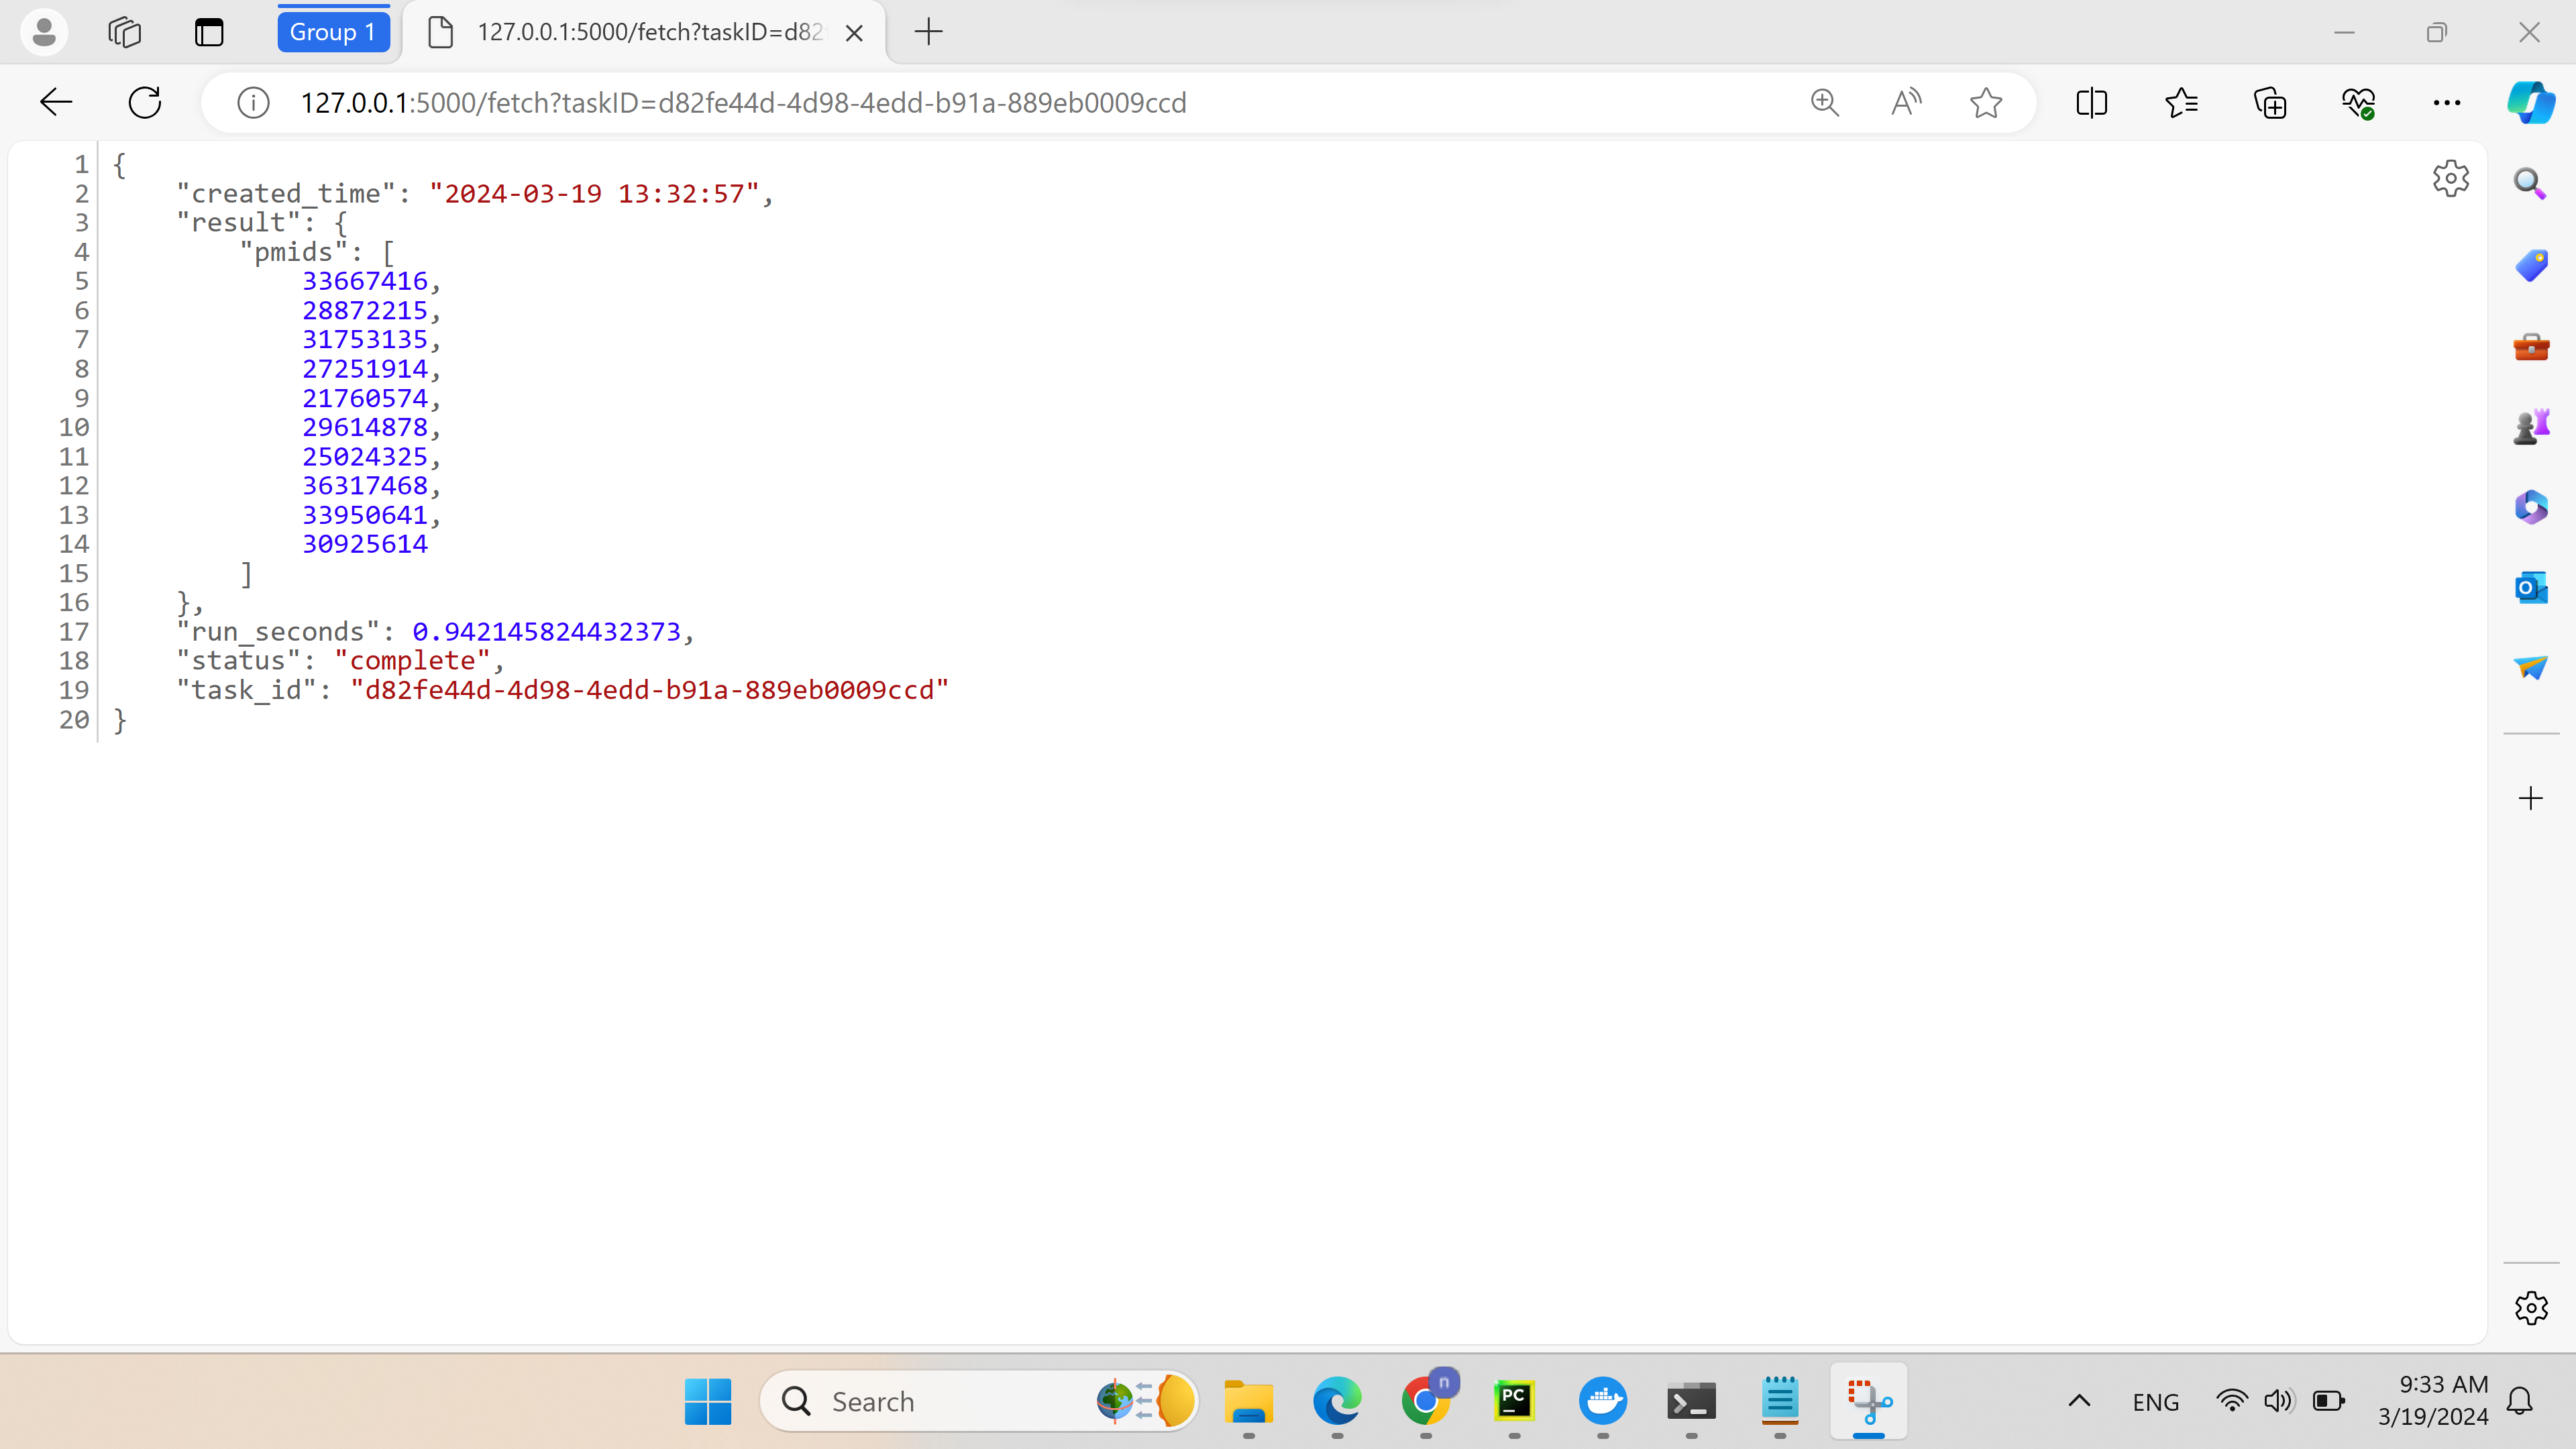 Group 1
127.0.0.1:5000/fetch?taskID=d82
127.0.0.1:5000/fetch?taskID=d82fe44d-4d98-4edd-b91a-889eb0009ccd
1 {
2 "created_time": "2024-03-19 13:32:57",
3 "result": {
4 "pmids": [
5 33667416,
6 28872215,
7 31753135,
8 27251914,
9 21760574,
10 29614878,
11 25024325,
12 36317468,
13 33950641,
14 30925614
15 ]
16 },
17 "run_seconds": 0.942145824432373,
18 "status": "complete",
19 "task_id": "d82fe44d-4d98-4edd-b91a-889eb0009ccd"
20 }
Search
n
PC
ENG
9:33 AM
3/19/2024